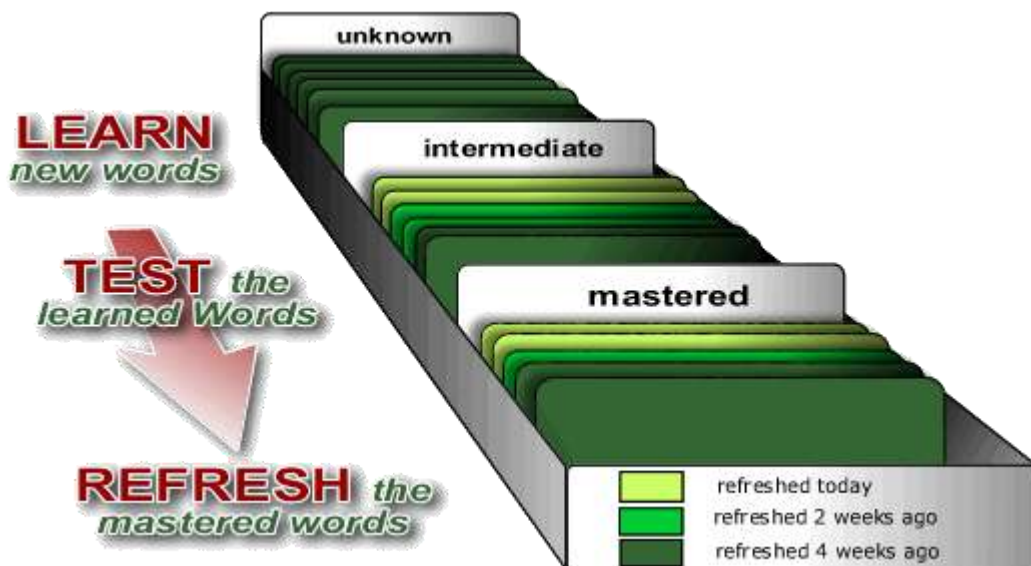 unknown
LEARN
new words
intermediate
TEST the
learned Words
mastered
REFRESH the
mastered words
refreshed today
refreshed 2 weeks ago
refreshed 4 weeks ago